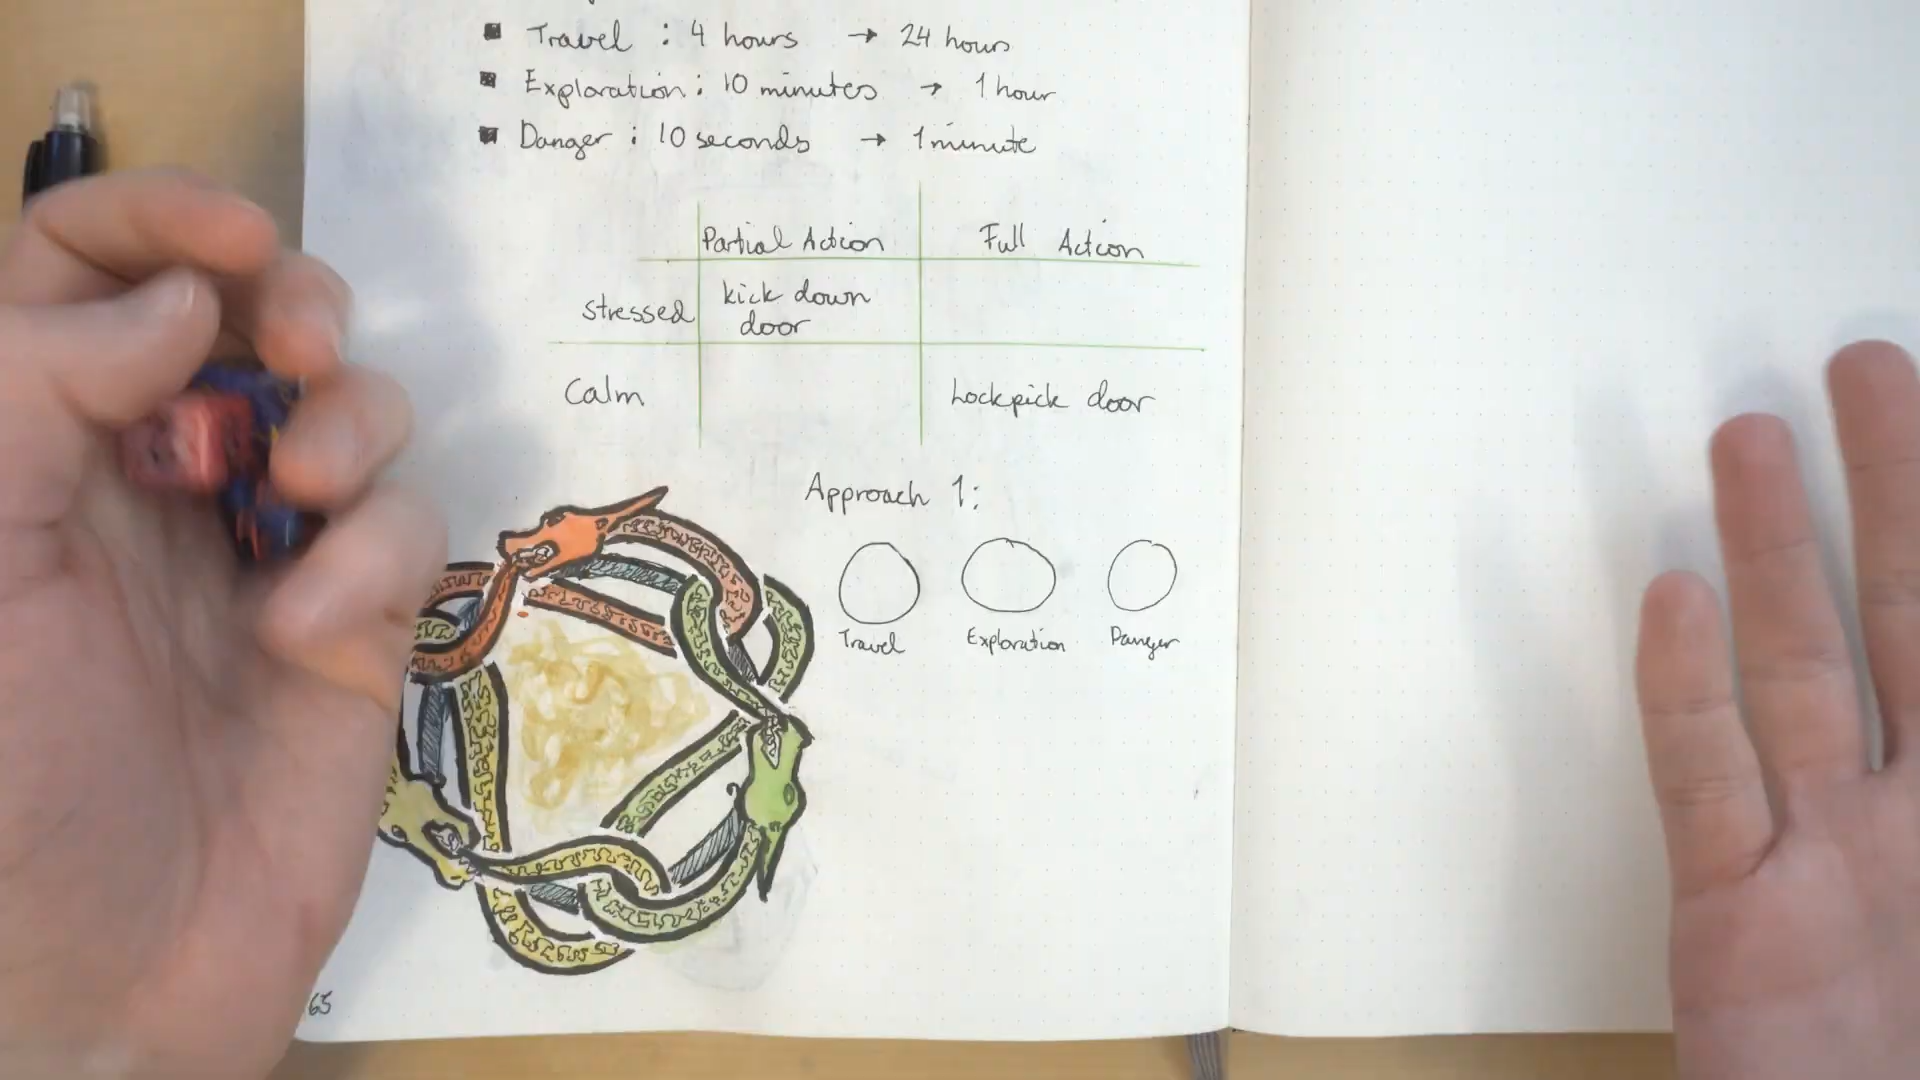 Travel : 4 hours → 24 hours
Exploration : 10 minutes → 1 hour
Danger : 10 seconds → 1 minute
Partial Action Full Action
Stressed kick down door
Calm Lockpick door
Approach 1:
Travel Exploration Danger
65